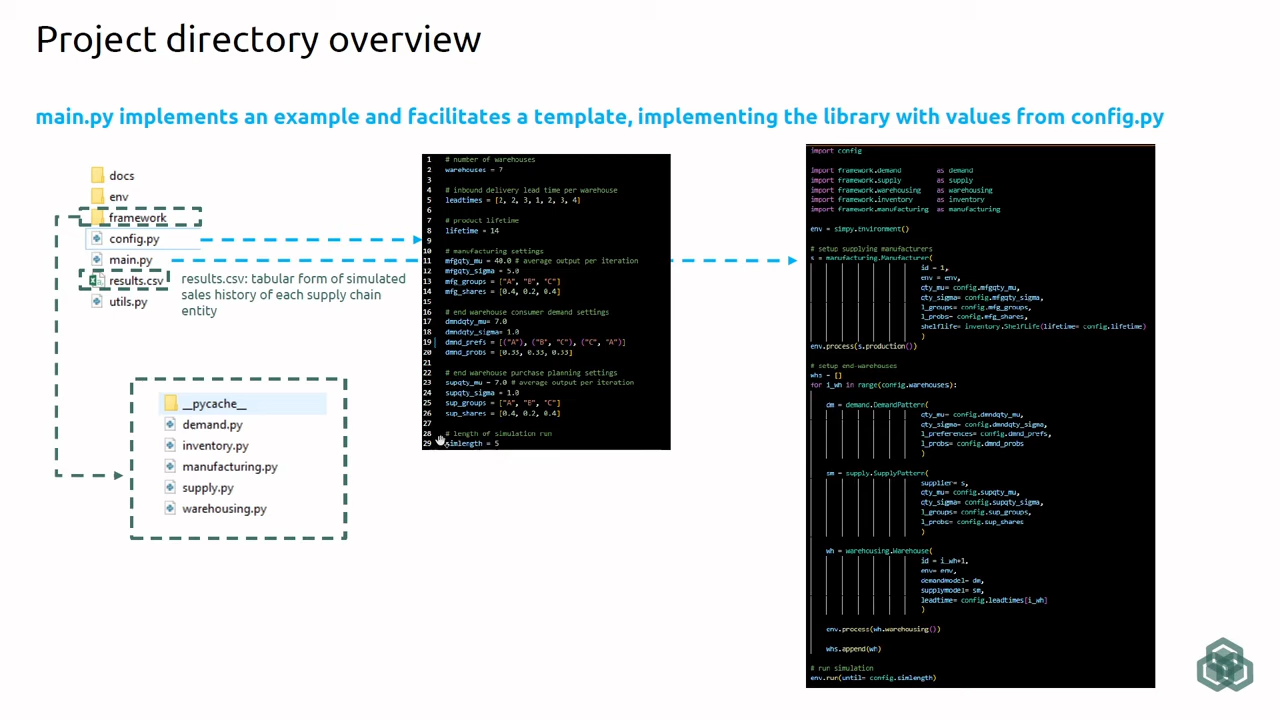 Project directory overview
main.py implements an example and facilitates a template, implementing the library with values from config.py
docs
env
framework
config.py
main.py
results.csv
utils.py
results.csv: tabular form of simulated
sales history of each supply chain
entity
__pycache__
demand.py
inventory.py
manufacturing.py
supply.py
warehousing.py
1 # number of warehouses
2 warehouses = 7
3
4 # inbound delivery lead time per warehouse
5 leadtimes = [2, 2, 3, 1, 2, 3, 4]
6
7 # product lifetime
8 lifetime = 14
9
10 # manufacturing settings
11 mfgqty_mu = 40.0 # average output per iteration
12 mfgqty_sigma = 5.0
13 mfg_groups = ["A", "B", "C"]
14 mfg_shares = [0.4, 0.2, 0.4]
15
16 # end warehouse consumer demand settings
17 dmndqty_mu= 7.0
18 dmndqty_sigma= 1.0
19 dmnd_prefs = [("A"), ("B", "C"), ("C", "A")]
20 dmnd_probs = [0.33, 0.33, 0.33]
21
22 # end warehouse purchase planning settings
23 supqty_mu = 7.0 # average output per iteration
24 supqty_sigma = 1.0
25 sup_groups = ["A", "B", "C"]
26 sup_shares = [0.4, 0.2, 0.4]
27
28 # length of simulation run
29 simlength = 5
import config
import framework.demand as demand
import framework.supply as supply
import framework.warehousing as warehousing
import framework.inventory as inventory
import framework.manufacturing as manufacturing
env = simpy.Environment()
# setup supplying manufacturers
s = manufacturing.Manufacturer(
id = 1,
env = env,
qty_mu= config.mfgqty_mu,
qty_sigma= config.mfgqty_sigma,
l_groups= config.mfg_groups,
l_probs= config.mfg_shares,
shelflife= inventory.ShelfLife(lifetime= config.lifetime)
)
env.process(s.production())
# setup end-warehouses
whs = []
for i_wh in range(config.warehouses):
dm = demand.DemandPattern(
qty_mu= config.dmndqty_mu,
qty_sigma= config.dmndqty_sigma,
l_preferences= config.dmnd_prefs,
l_probs= config.dmnd_probs
)
sm = supply.SupplyPattern(
supplier= s,
qty_mu= config.supqty_mu,
qty_sigma= config.supqty_sigma,
l_groups= config.sup_groups,
l_probs= config.sup_shares
)
wh = warehousing.Warehouse(
id = i_wh+1,
env= env,
demandmodel= dm,
supplymodel= sm,
leadtime= config.leadtimes[i_wh]
)
env.process(wh.warehousing())
whs.append(wh)
# run simulation
env.run(until= config.simlength)